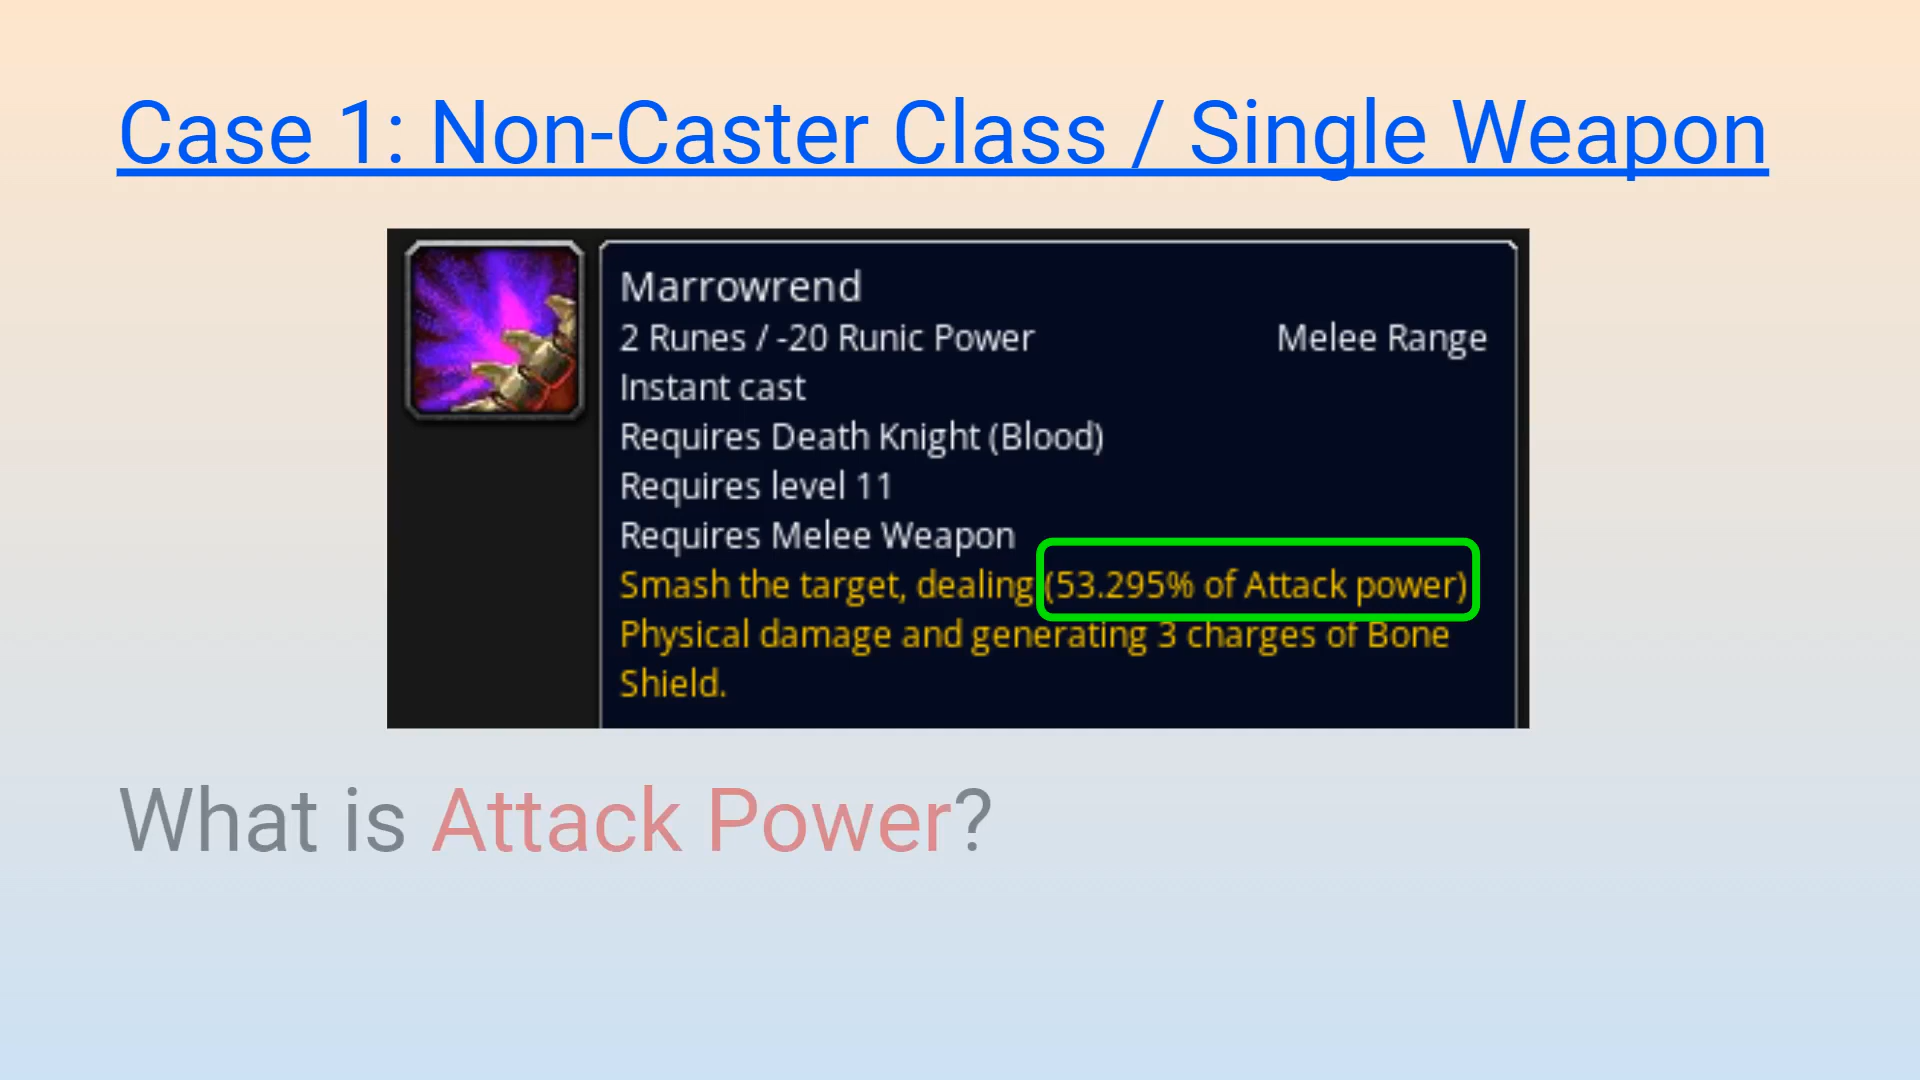 Case 1: Non-Caster Class / Single Weapon
Marrowrend
2 Runes / -20 Runic Power Melee Range
Instant cast
Requires Death Knight (Blood)
Requires level 11
Requires Melee Weapon
Smash the target, dealing (53.295% of Attack power)
Physical damage and generating 3 charges of Bone
Shield.
What is Attack Power?